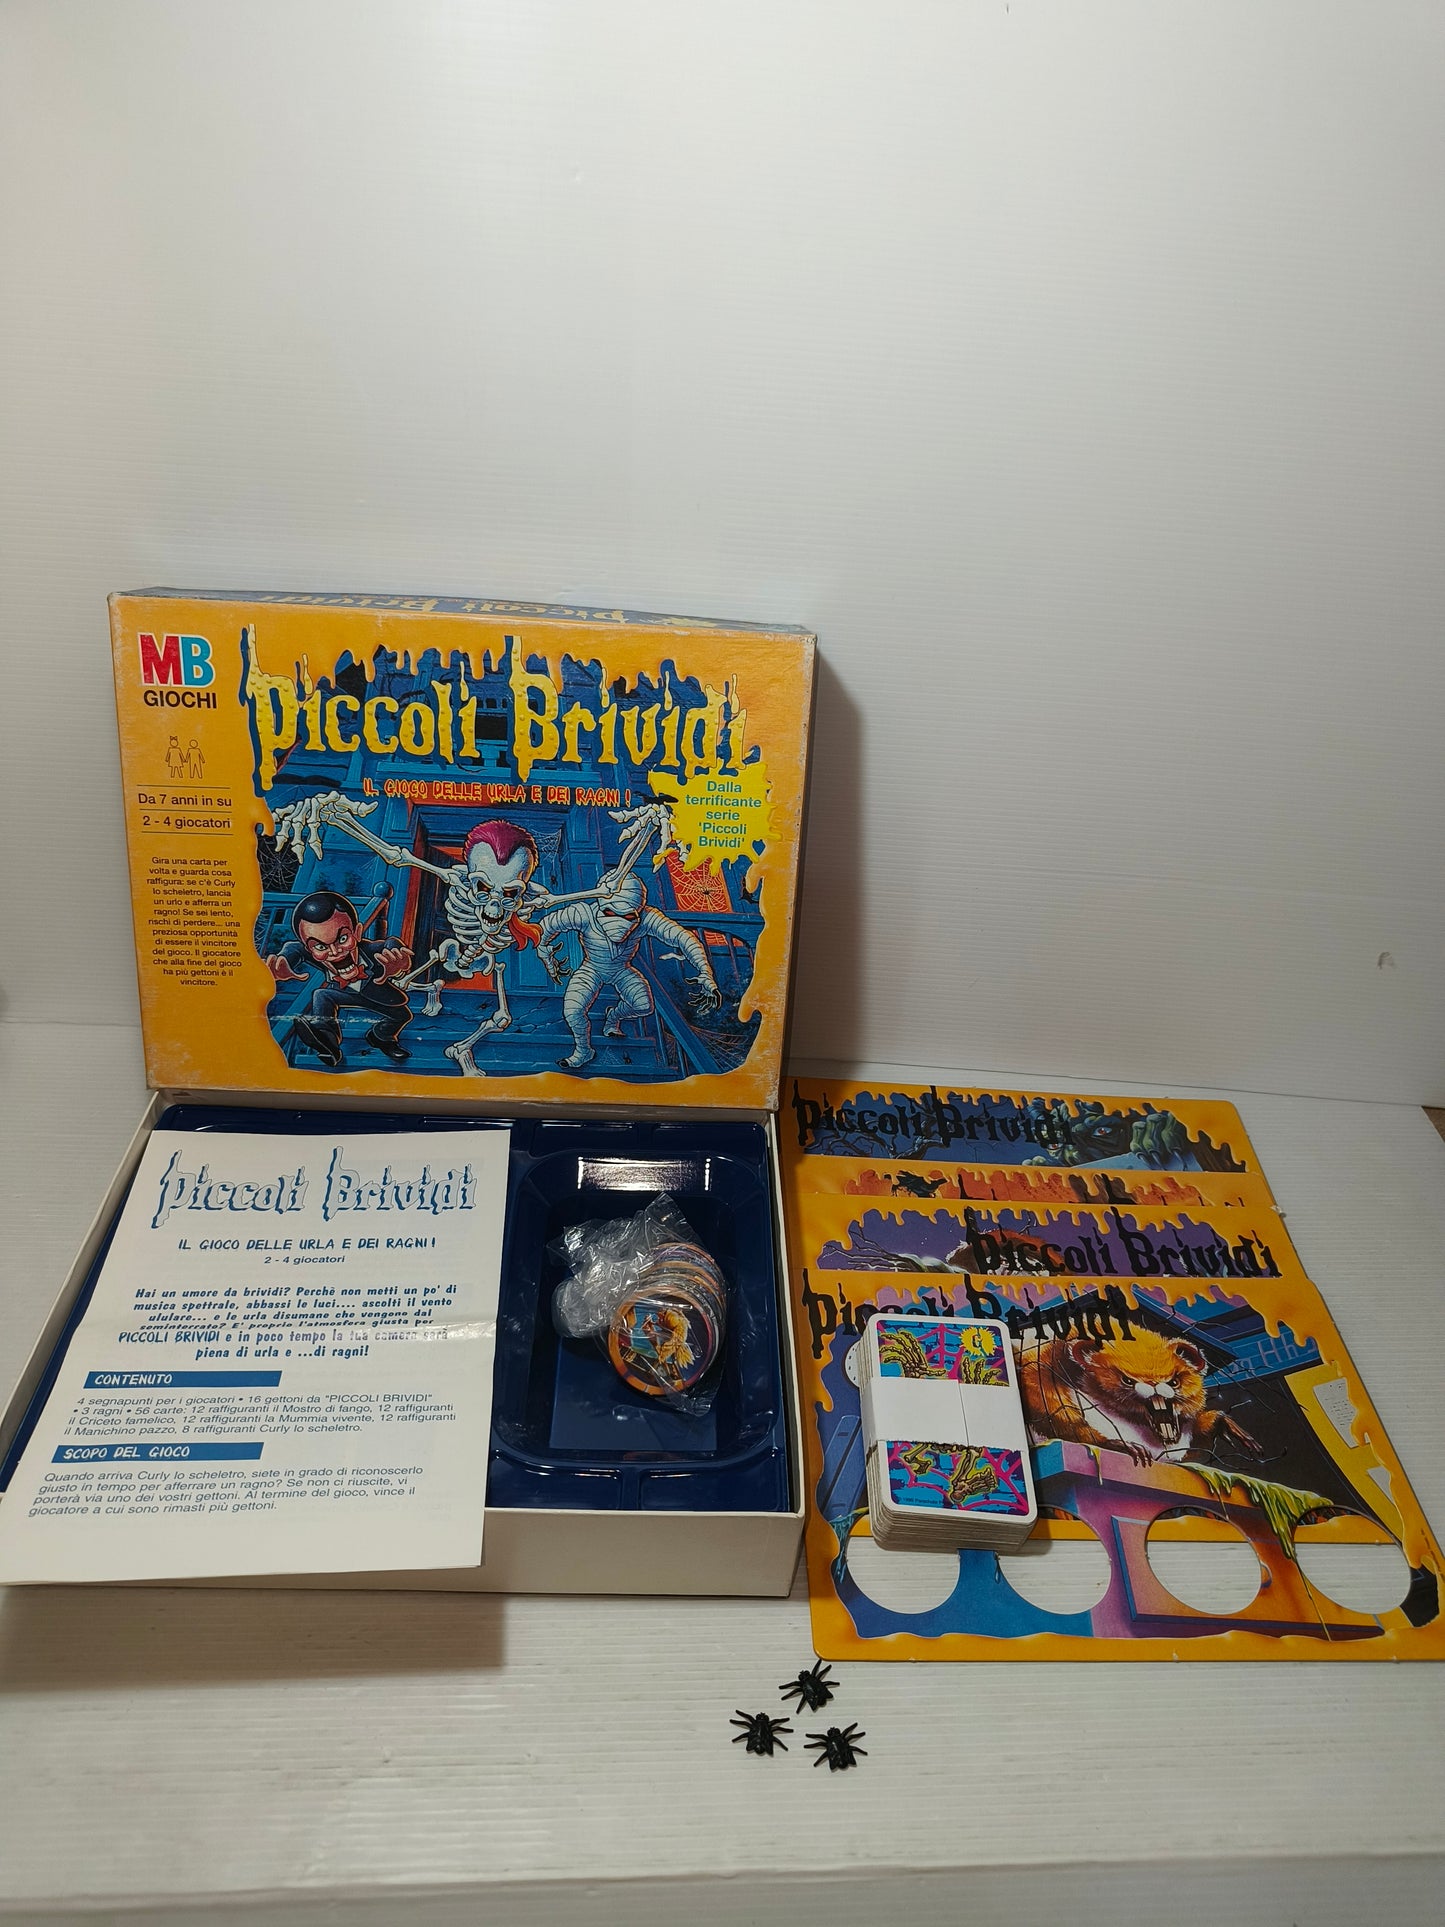 Piccoli Brividi
MB
GIOCHI
Piccoli Brividi
IL GIOCO DELLE URLA E DEI RAGNI !
Da 7 anni in su
2 - 4 giocatori
Dalla
terrificante
serie
'Piccoli
Brividi'
Gira una carta per
volta e guarda cosa
raffigura: se c'è Curly
lo scheletro, lancia
un urlo e afferra un
ragno! Se sei lento,
rischi di perdere... una
preziosa opportunità
di essere il vincitore
del gioco. Il giocatore
che alla fine del gioco
ha più gettoni è il
vincitore.
Piccoli Brividi
IL GIOCO DELLE URLA E DEI RAGNI !
2 - 4 giocatori
Hai un umore da brividi? Perchè non metti un po' di
musica spettrale, abbassi le luci.... ascolti il vento
ululare... e le urla disumane che vengono dal
seminterrato? E' proprio l'atmosfera giusta per
PICCOLI BRIVIDI e in poco tempo la tua camera sarà
piena di urla e ...di ragni!
CONTENUTO
4 segnapunti per i giocatori • 16 gettoni da "PICCOLI BRIVIDI"
• 3 ragni • 56 carte: 12 raffiguranti il Mostro di fango, 12 raffiguranti
il Criceto famelico, 12 raffiguranti la Mummia vivente, 12 raffiguranti
il Manichino pazzo, 8 raffiguranti Curly lo scheletro.
SCOPO DEL GIOCO
Quando arriva Curly lo scheletro, siete in grado di riconoscerlo
giusto in tempo per afferrare un ragno? Se non ci riuscite, vi
porterà via uno dei vostri gettoni. Al termine del gioco, vince il
giocatore a cui sono rimasti più gettoni.
Piccoli Brividi
Piccoli Brividi
Piccoli Brividi
G